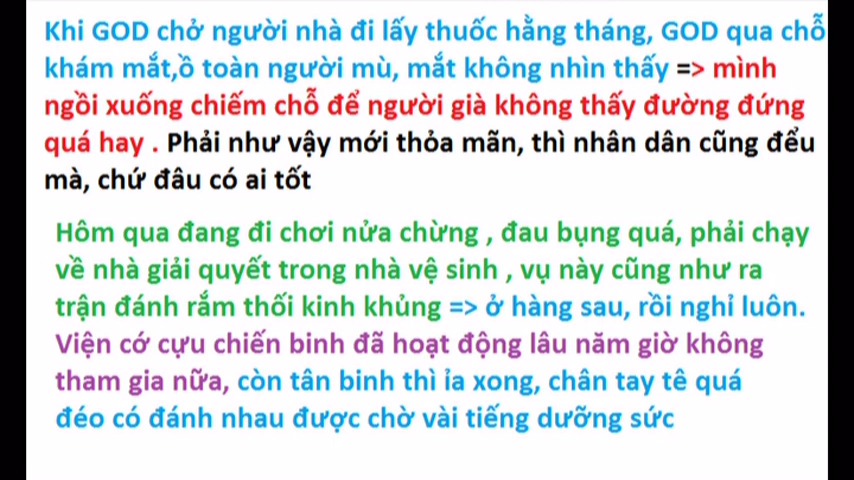 Khi GOD chở người nhà đi lấy thuốc hằng tháng, GOD qua chỗ
khám mắt,ồ toàn người mù, mắt không nhìn thấy => mình
ngồi xuống chiếm chỗ để người già không thấy đường đứng
quá hay . Phải như vậy mới thỏa mãn, thì nhân dân cũng đểu
mà, chứ đâu có ai tốt
Hôm qua đang đi chơi nửa chừng , đau bụng quá, phải chạy
về nhà giải quyết trong nhà vệ sinh , vụ này cũng như ra
trận đánh rắm thối kinh khủng => ở hàng sau, rồi nghỉ luôn.
Viện cớ cựu chiến binh đã hoạt động lâu năm giờ không
tham gia nữa, còn tân binh thì ỉa xong, chân tay tê quá
đéo có đánh nhau được chờ vài tiếng dưỡng sức